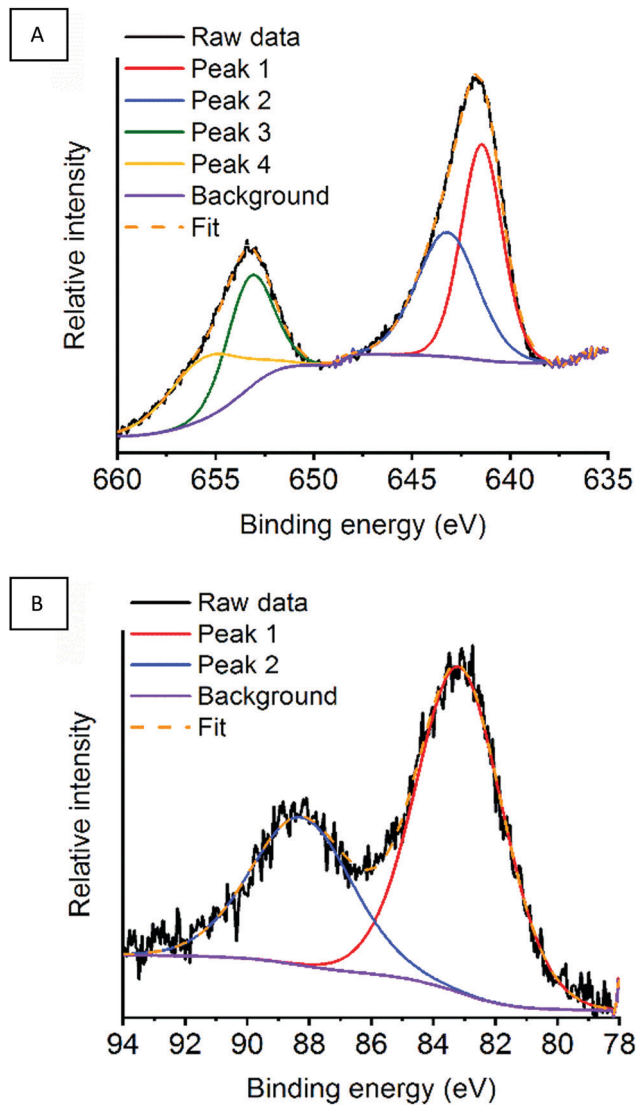 A
Raw data
Peak 1
Peak 2
Peak 3
Peak 4
Background
Fit
Relative intensity
660 655 650 645 640 635
Binding energy (eV)
B
Raw data
Peak 1
Peak 2
Background
Fit
Relative intensity
94 92 90 88 86 84 82 80 78
Binding energy (eV)